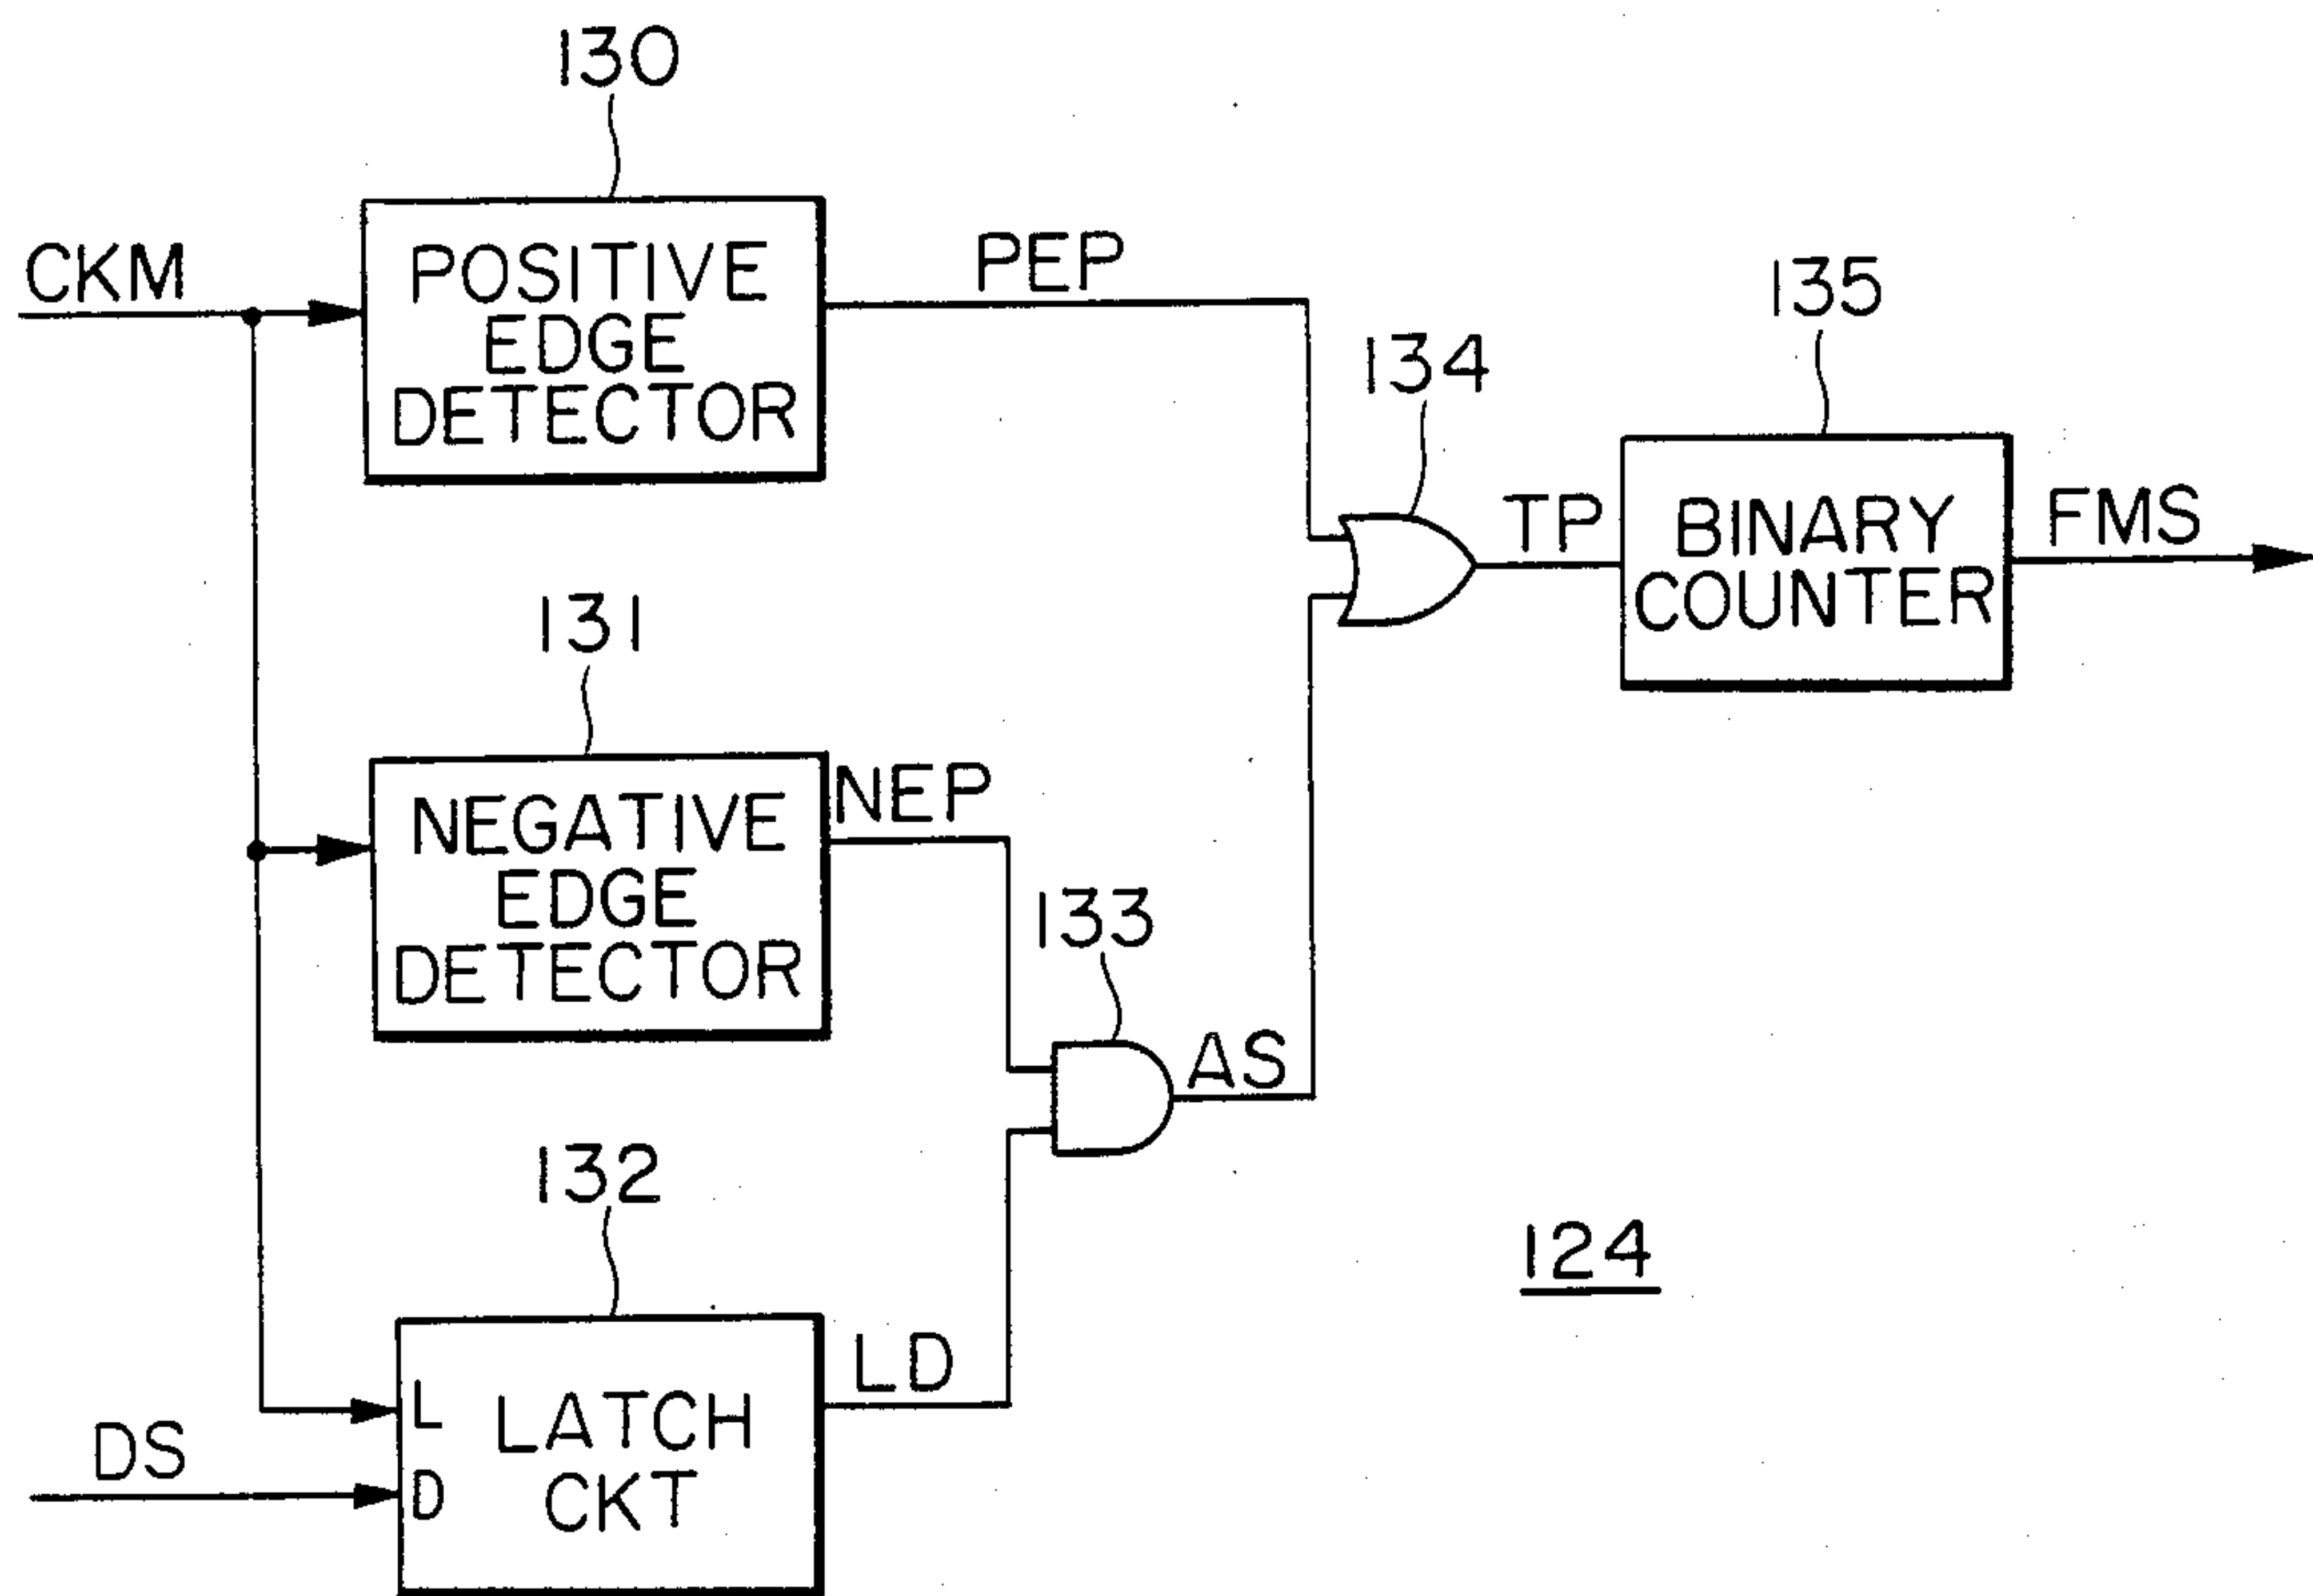 130
CKM
POSITIVE
EDGE
DETECTOR
PEP
135
134
TP
BINARY
COUNTER
FMS
131
NEGATIVE
EDGE
DETECTOR
NEP
133
AS
132
LD
L
D
LATCH
CKT
DS
124